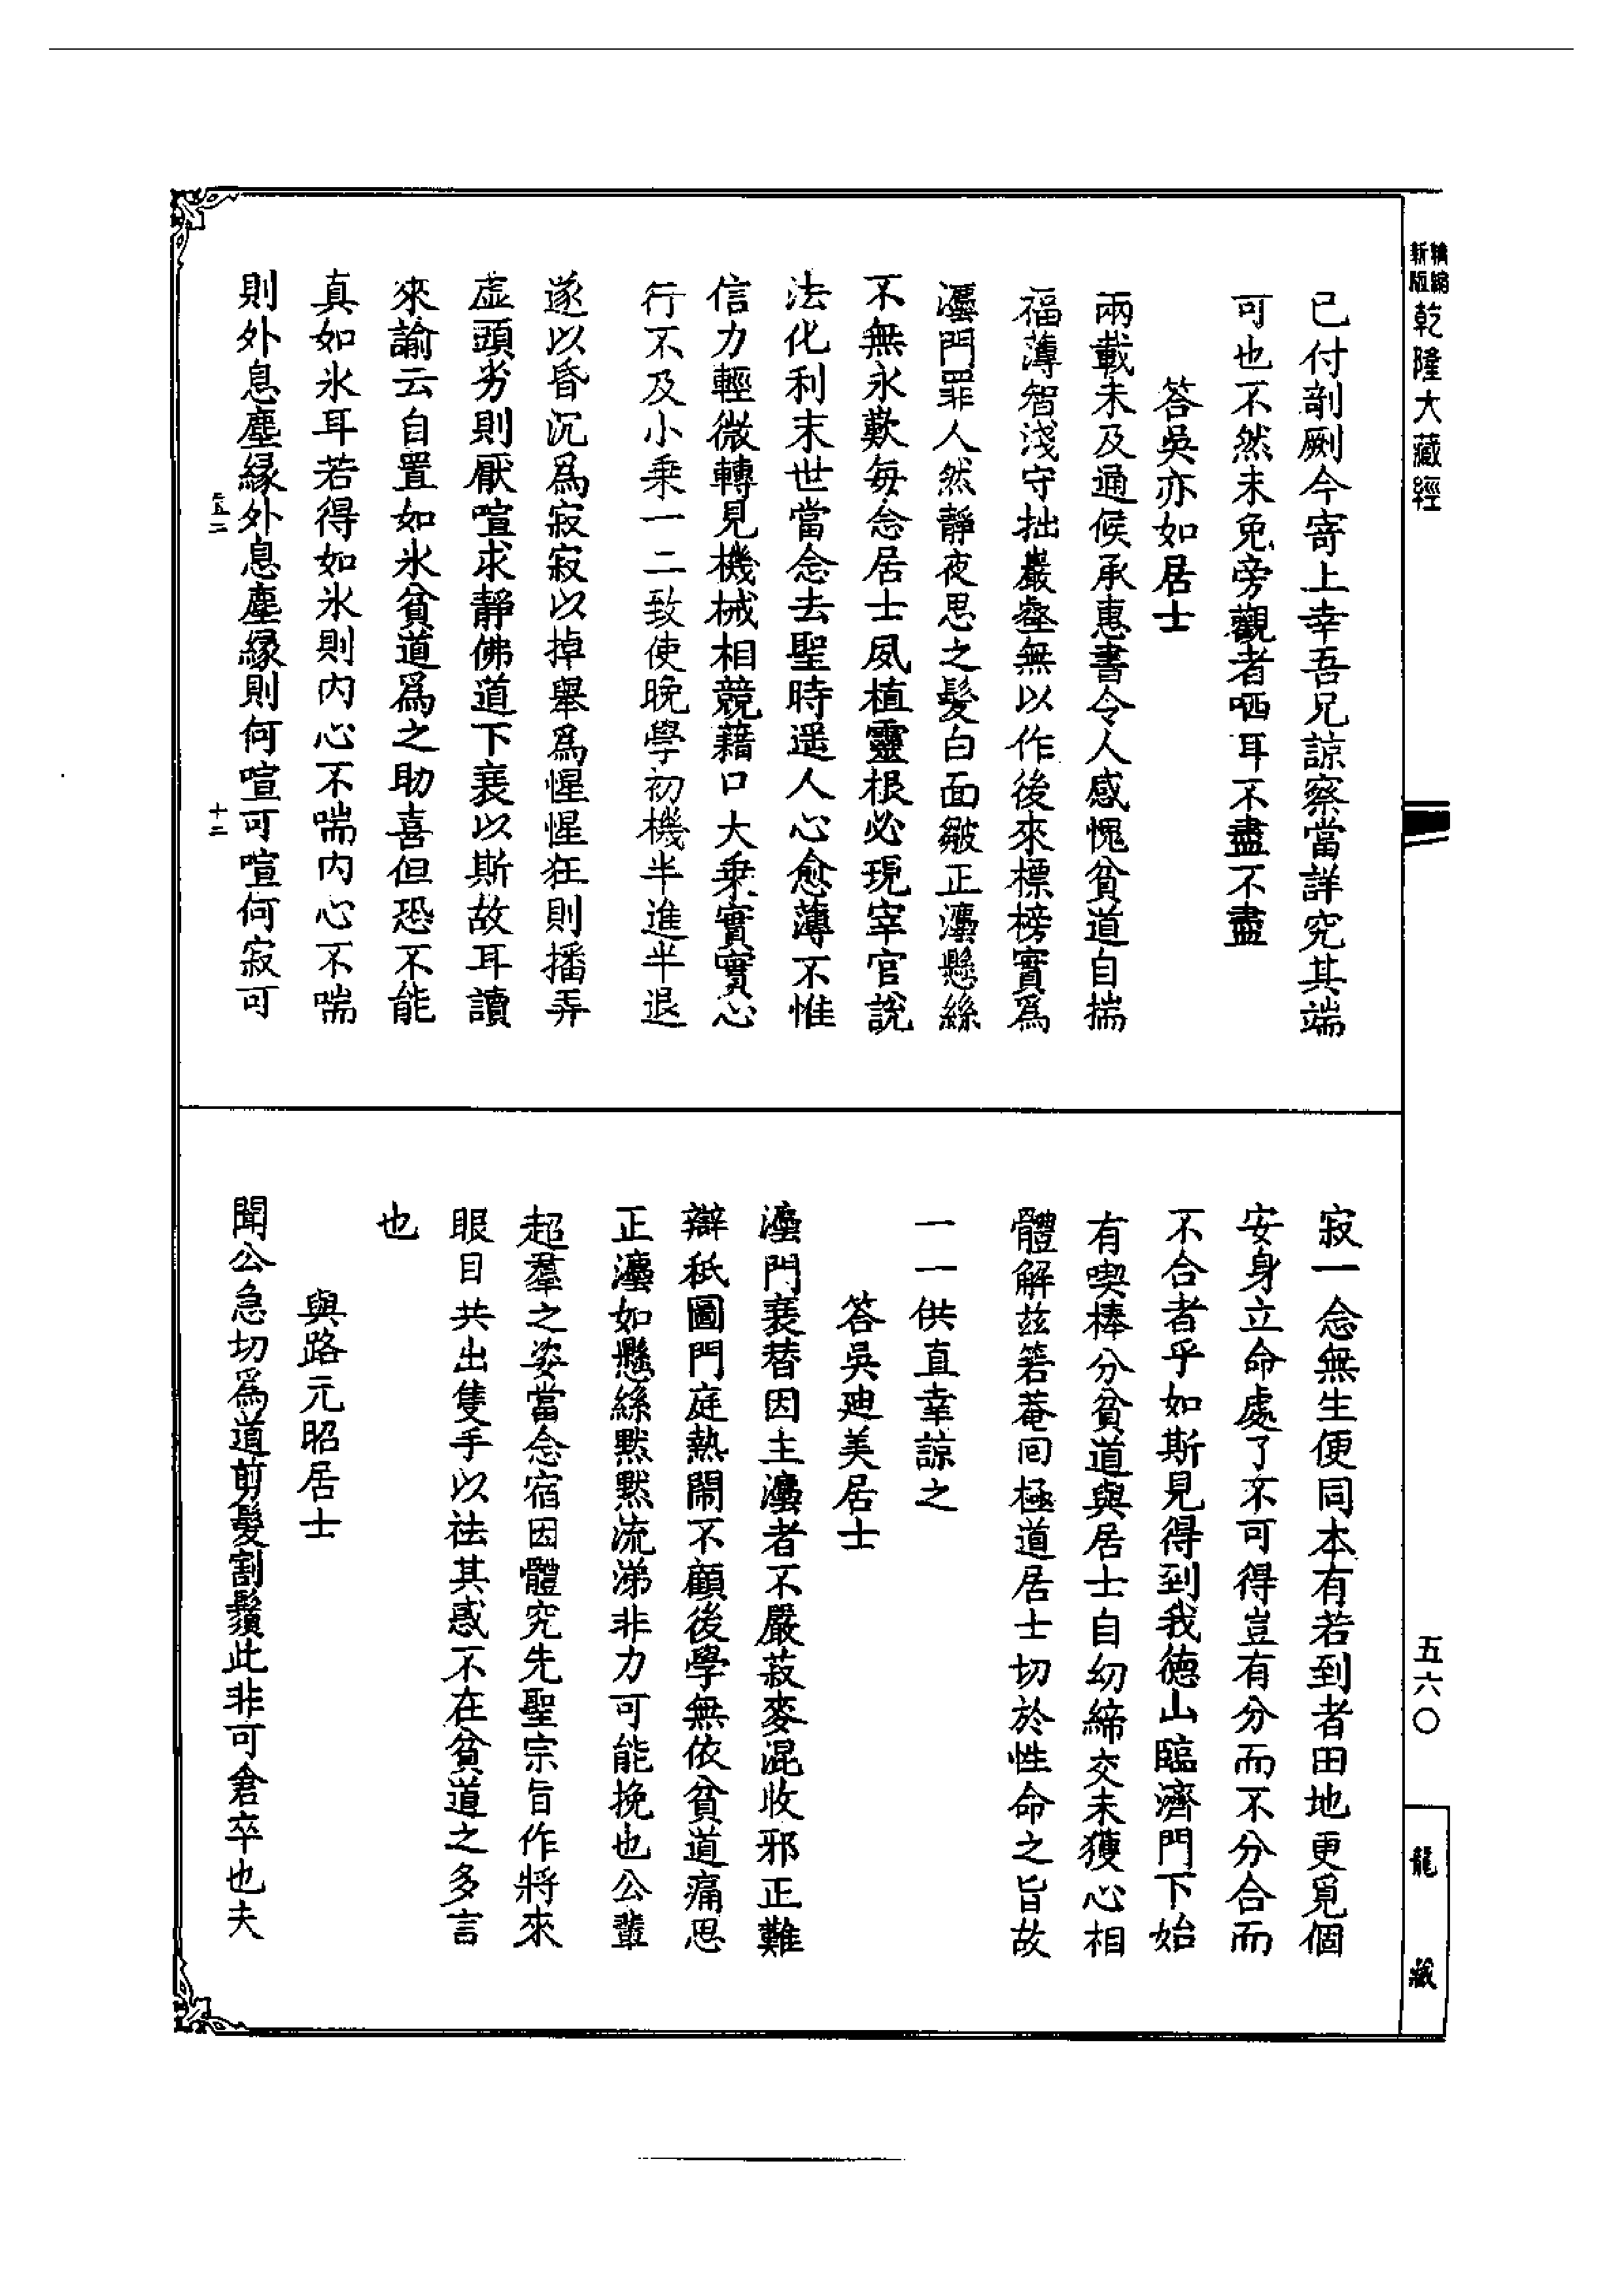 新編縮版乾隆大藏經
已付剞劂今寄上幸吾兄諒察當詳究其端
可也不然未免旁觀者哂耳不盡不盡
答吳亦如居士
兩載未及通候承惠書令人感愧貧道自揣
福薄智淺守拙巖壑無以作後來標榜實爲
灋門罪人然靜夜思之髮白面皺正灋懸絲
不無永歎每念居士夙植靈根必現宰官說
法化利末世當念去聖時遥人心愈薄不惟
信力輕微轉見機械相競藉口大乗實實心
行不及小乗一二致使晚學初機半進半退
遂以昏沉爲寂寂以掉舉爲惺惺狂則播弄
虛頭劣則厭喧求靜佛道下衰以斯故耳讀
來諭云自置如氷貧道爲之助喜但恐不能
真如氷耳若得如氷則内心不喘内心不喘
則外息塵緣外息塵緣則何喧可喧何寂可
十二
寂一念無生便同本有若到者田地更覓個
安身立命處了不可得豈有分而不分合而
不合者乎如斯見得到我德山臨濟門下始
有喫棒分貧道與居士自幼締交未獲心相
體解兹箬菴回極道居士切於性命之旨故
一一供直幸諒之
答吳廸美居士
灋門衰替因主灋者不嚴菽麥混收邪正難
辯秖圖門庭熱閙不顧後學無依貧道痛思
正灋如懸絲黙黙流涕非力可能挽也公輩
超羣之姿當念宿因體究先聖宗旨作將來
眼目共出隻手以祛其惑不在貧道之多言
也
與路元昭居士
聞公急切爲道剪髮割鬚此非可倉卒也夫
五六〇
龍藏